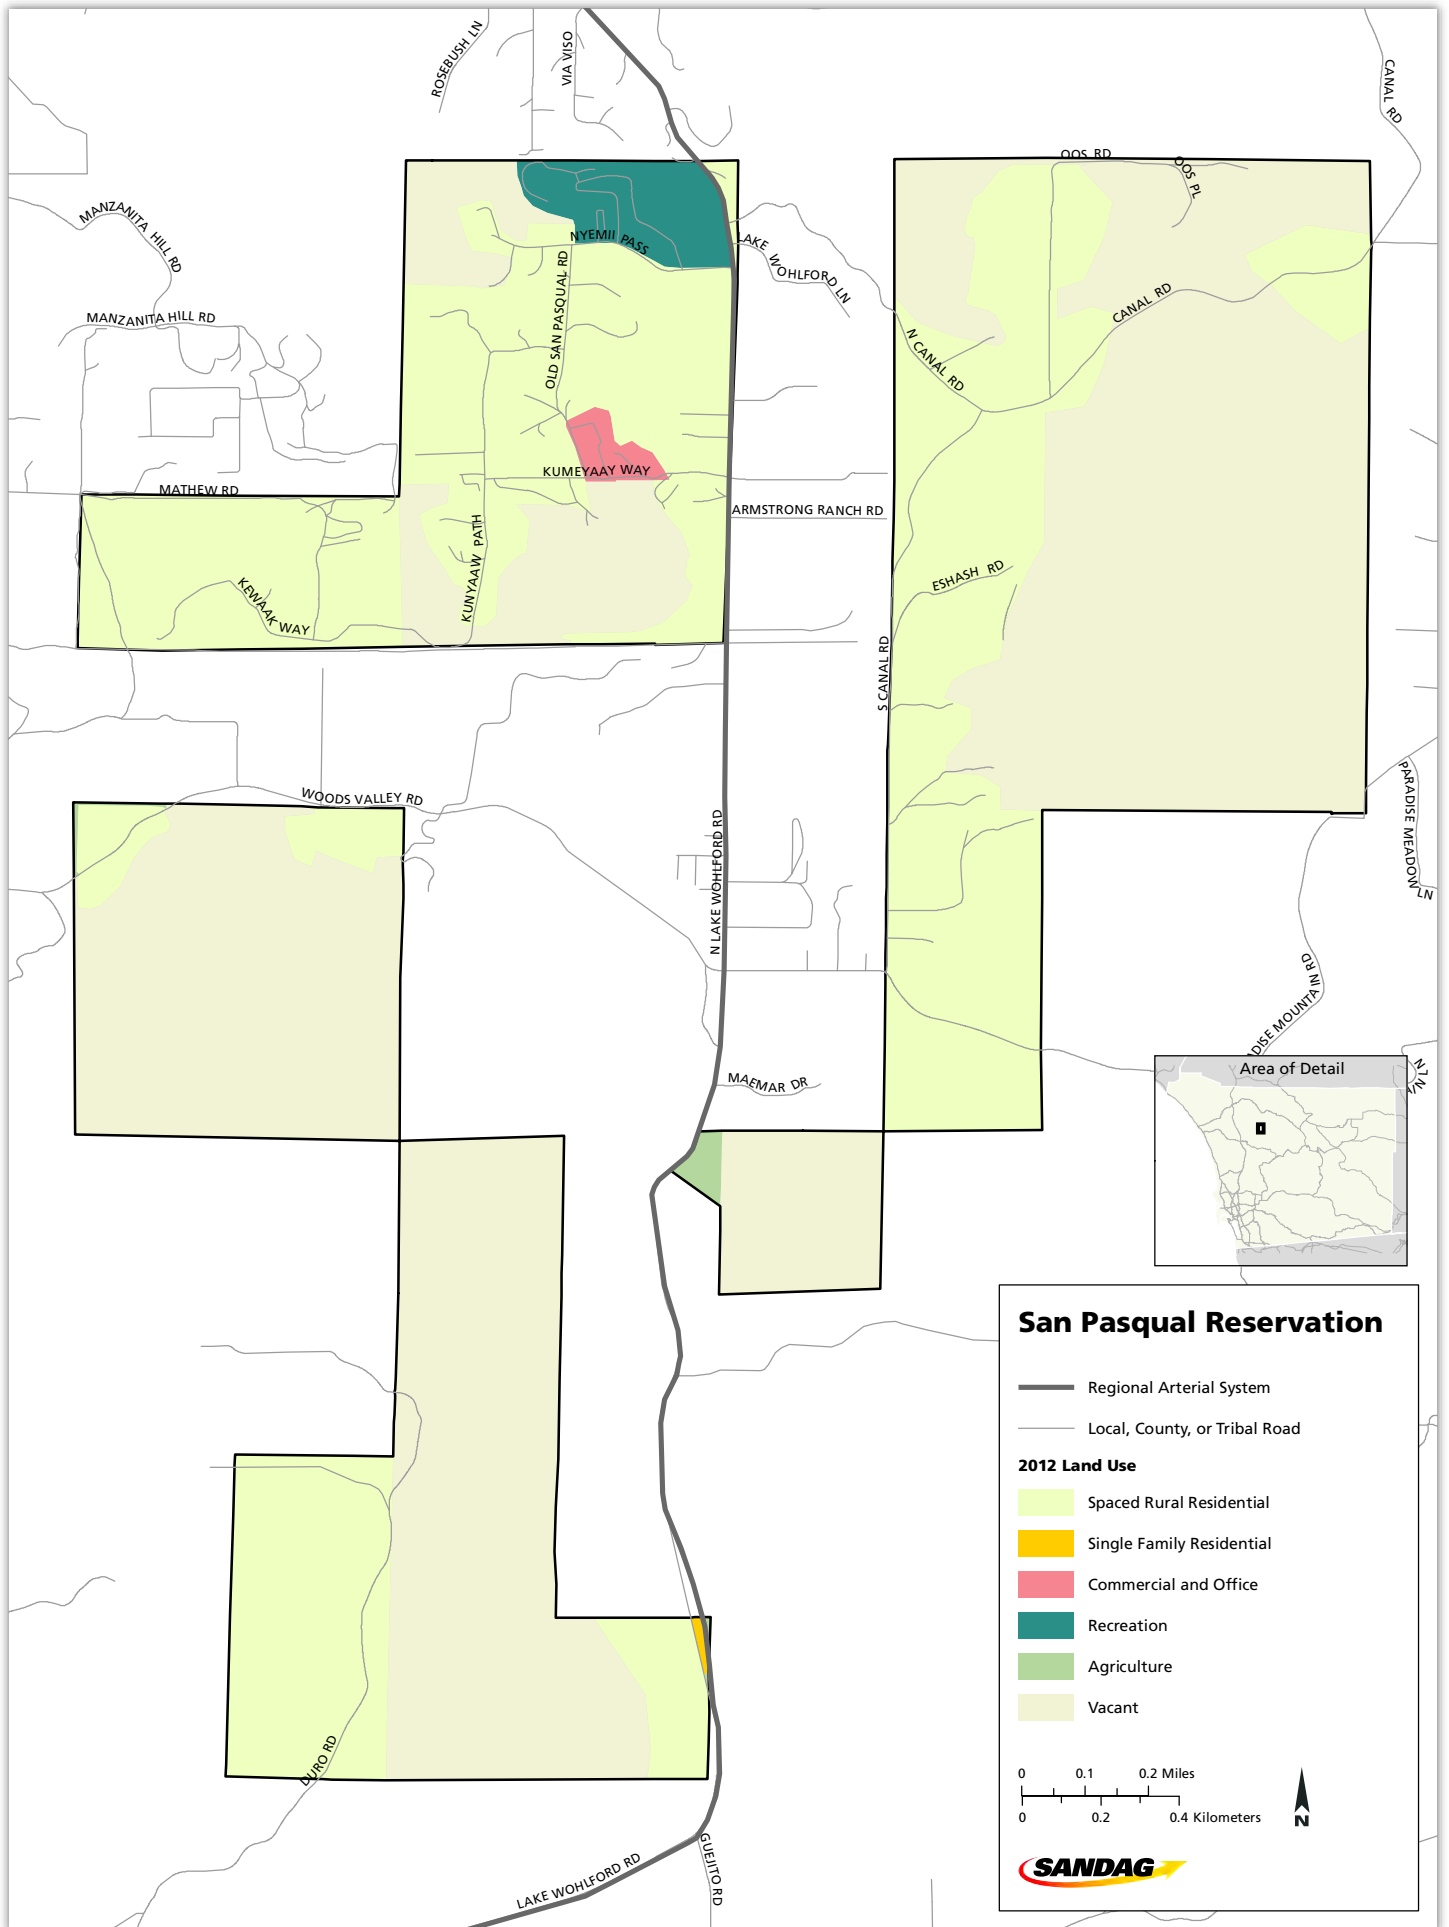 ROSEBUSH LN
VIA VISO
CANAL RD
OOS RD
OOS PL
MANZANITA HILL RD
NYEMII PASS
LAKE WOHLFORD LN
OLD SAN PASQUAL RD
CANAL RD
MANZANITA HILL RD
N CANAL RD
KUMEYAAY WAY
MATHEW RD
ARMSTRONG RANCH RD
KUNYAAW PATH
ESHASH RD
KEWAAK WAY
S CANAL RD
WOODS VALLEY RD
PARADISE MEADOW LN
N LAKE WOHLFORD RD
ADISE MOUNTAIN RD
MAEMAR DR
Area of Detail
San Pasqual Reservation
Regional Arterial System
Local, County, or Tribal Road
2012 Land Use
Spaced Rural Residential
Single Family Residential
Commercial and Office
Recreation
Agriculture
Vacant
0 0.1 0.2 Miles
0 0.2 0.4 Kilometers
N
SANDAG
DURO RD
GUEJITO RD
LAKE WOHLFORD RD